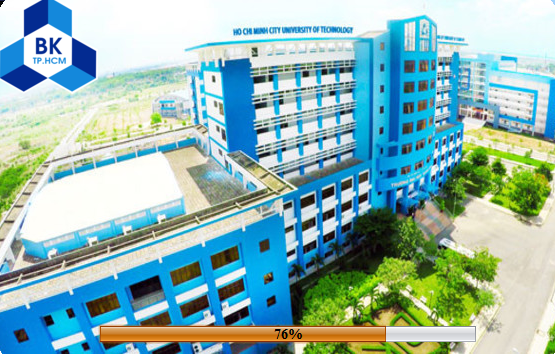 BK
TP.HCM
HO CHI MINH CITY UNIVERSITY OF TECHNOLOGY
76%